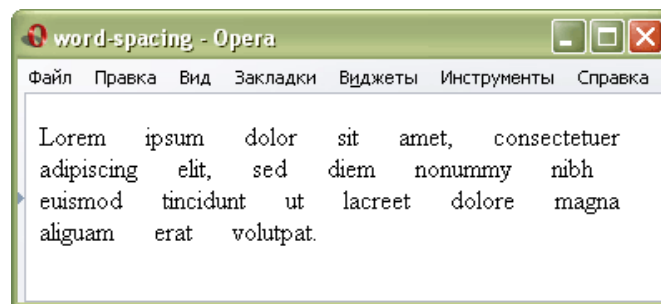 word-spacing - Opera
Файл Правка Вид Закладки Виджеты Инструменты Справка
Lorem ipsum dolor sit amet, consectetuer
adipiscing elit, sed diem nonummy nibh
euismod tincidunt ut lacreet dolore magna
aliguam erat volutpat.